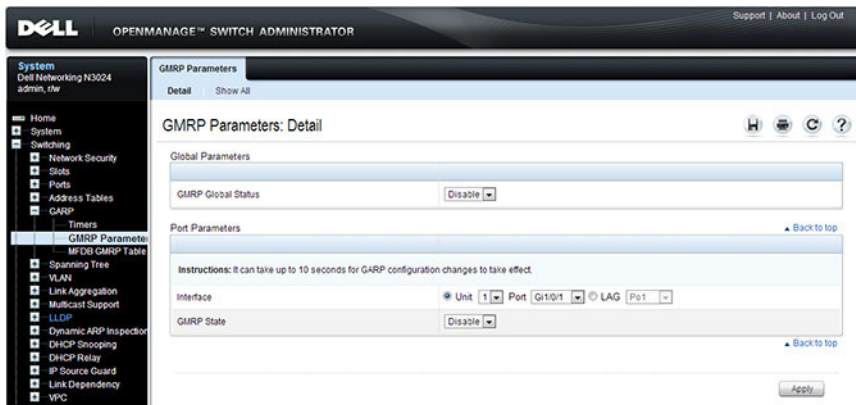 DELL
OPENMANAGE™ SWITCH ADMINISTRATOR
Support | About | Log Out
System
Dell Networking N3024
admin, r/w
Home
System
Switching
Network Security
Slots
Ports
Address Tables
GARP
Timers
GMRP Paramete
MFDB GMRP Table
Spanning Tree
VLAN
Link Aggregation
Multicast Support
LLDP
Dynamic ARP Inspection
DHCP Snooping
DHCP Relay
IP Source Guard
Link Dependency
VPC
GMRP Parameters
Detail Show All
GMRP Parameters: Detail
Global Parameters
GMRP Global Status Disable
Port Parameters Back to top
Instructions: It can take up to 10 seconds for GARP configuration changes to take effect.
Interface Unit 1 Port Gi1/0/1 LAG Po1
GMRP State Disable
Back to top
Apply